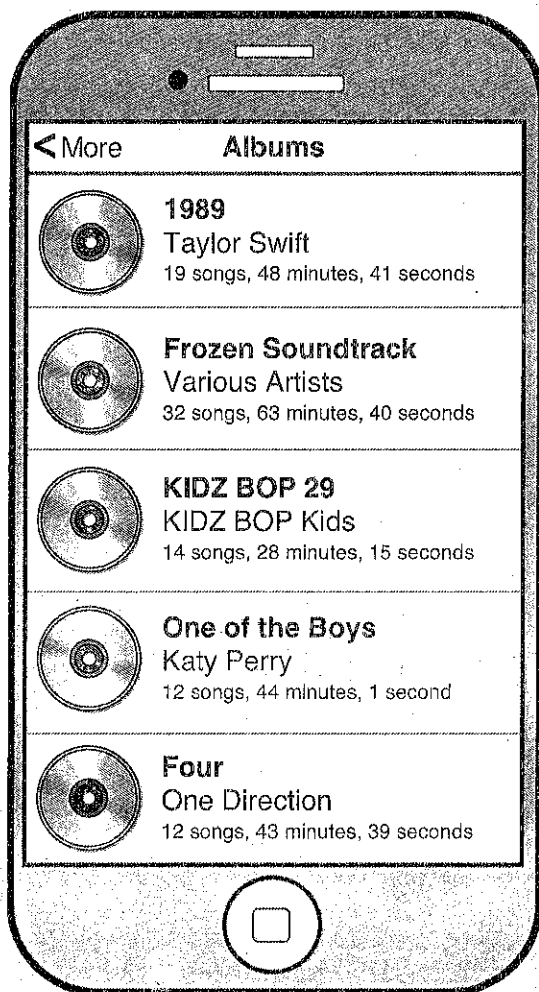 <More Albums
1989
Taylor Swift
19 songs, 48 minutes, 41 seconds
Frozen Soundtrack
Various Artists
32 songs, 63 minutes, 40 seconds
KIDZ BOP 29
KIDZ BOP Kids
14 songs, 28 minutes, 15 seconds
One of the Boys
Katy Perry
12 songs, 44 minutes, 1 second
Four
One Direction
12 songs, 43 minutes, 39 seconds